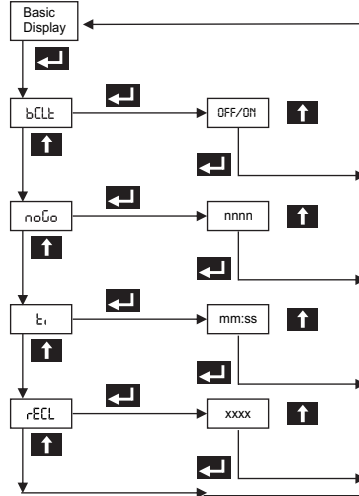 Basic
Display
bCLt
OFF/ON
noGo
nnnn
ti
mm:ss
rECL
xxxx